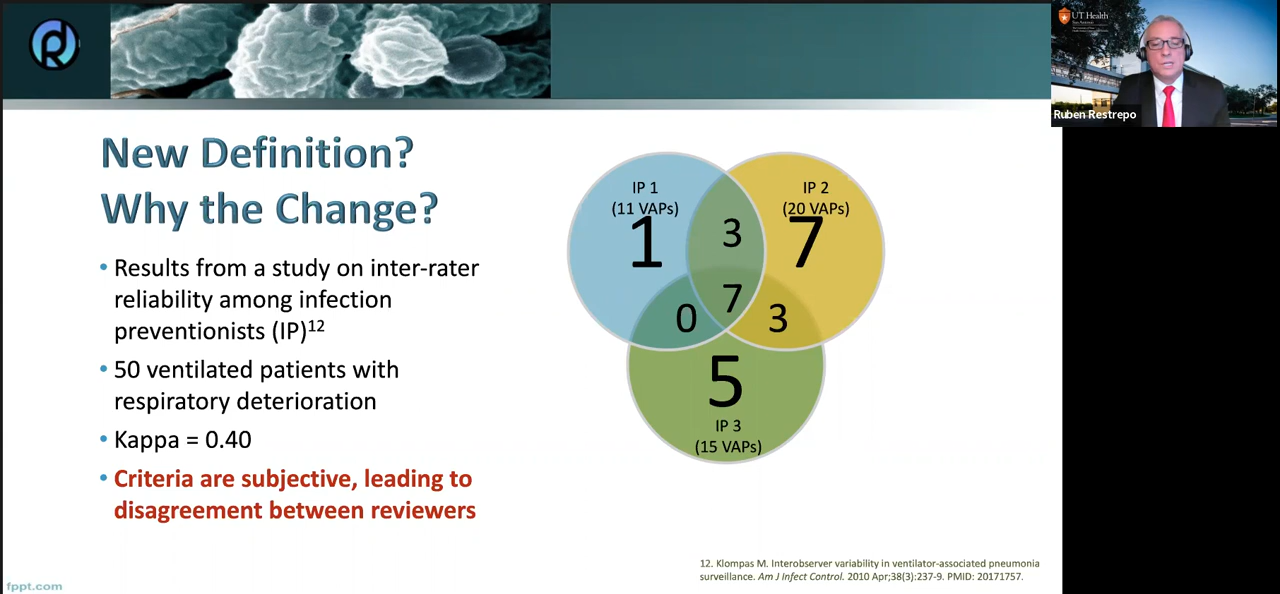 UT Health
Ruben Restrepo
New Definition?
Why the Change?
• Results from a study on inter-rater
reliability among infection
preventionists (IP)12
• 50 ventilated patients with
respiratory deterioration
• Kappa = 0.40
• Criteria are subjective, leading to
disagreement between reviewers
IP 1
(11 VAPs)
1
IP 2
(20 VAPs)
7
3
7
0
3
5
IP 3
(15 VAPs)
12. Klompas M. Interobserver variability in ventilator-associated pneumonia
surveillance. Am J Infect Control. 2010 Apr;38(3):237-9. PMID: 20171757.
fppt.com